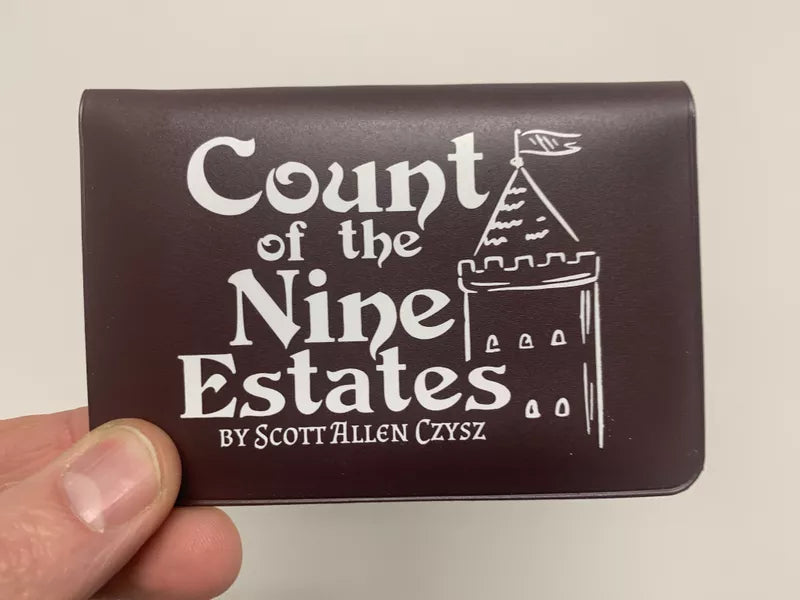 Count
of the
Nine
Estates
BY SCOTT ALLEN CZYSZ